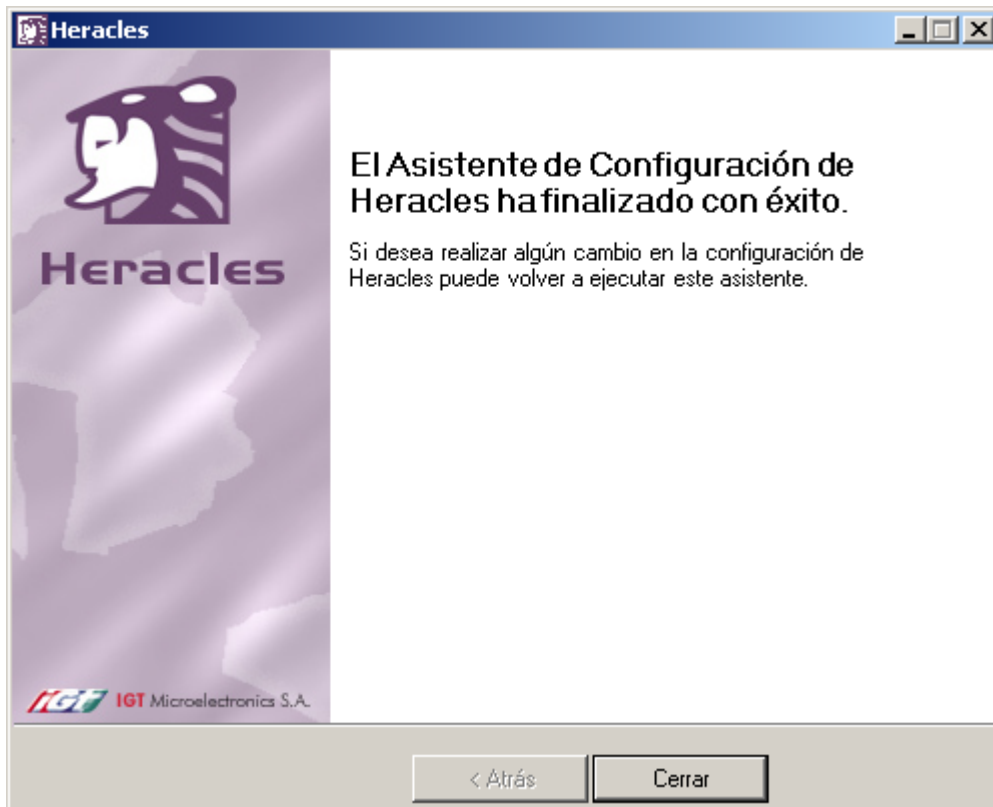 Heracles
Heracles
El Asistente de Configuración de
Heracles ha finalizado con éxito.
Si desea realizar algún cambio en la configuración de
Heracles puede volver a ejecutar este asistente.
IGT IGT Microelectronics S.A.
< Atrás
Cerrar